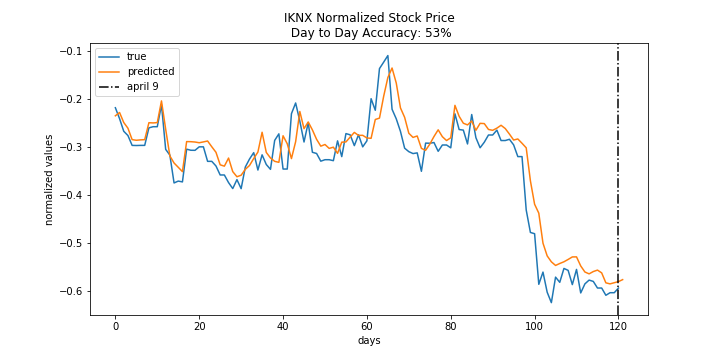 IKNX Normalized Stock Price
Day to Day Accuracy: 53%
true
predicted
april 9
normalized values
−0.1
−0.2
−0.3
−0.4
−0.5
−0.6
0
20
40
60
80
100
120
days